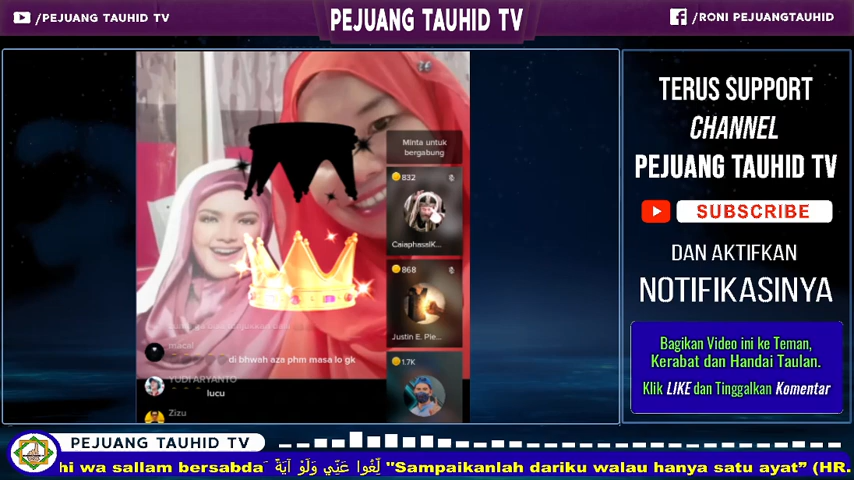 /PEJUANG TAUHID TV
PEJUANG TAUHID TV
/RONI PEJUANGTAUHID
Minta untuk
bergabung
832
CaiaphasalK...
868
Justin E. Pie...
1.7K
macal
di bhwah aza phm masa lo gk
YUDI ARYANTO
lucu
Zizu
TERUS SUPPORT
CHANNEL
PEJUANG TAUHID TV
SUBSCRIBE
DAN AKTIFKAN
NOTIFIKASINYA
Bagikan Video ini ke Teman,
Kerabat dan Handai Taulan.
Klik LIKE dan Tinggalkan Komentar
PEJUANG TAUHID TV
hi wa sallam bersabda لِّغُوا عَنِّي وَلَوْ آيَةً "Sampaikanlah dariku walau hanya satu ayat” (HR.